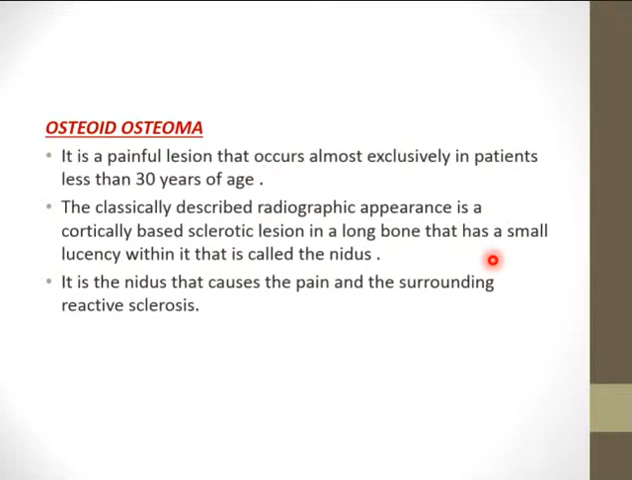 OSTEOID OSTEOMA
• It is a painful lesion that occurs almost exclusively in patients
less than 30 years of age .
• The classically described radiographic appearance is a
cortically based sclerotic lesion in a long bone that has a small
lucency within it that is called the nidus .
• It is the nidus that causes the pain and the surrounding
reactive sclerosis.